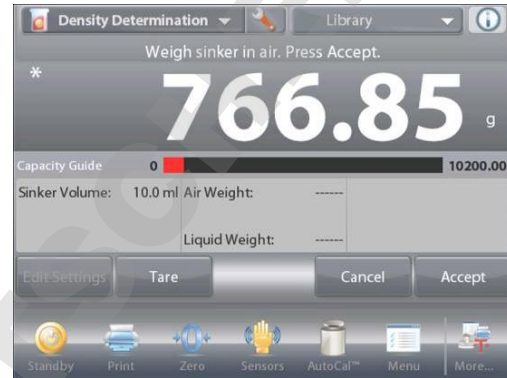 Density Determination Library
Weigh sinker in air. Press Accept.
* 766.85 g
Capacity Guide 0 10200.00
Sinker Volume: 10.0 ml Air Weight: ------
Liquid Weight: ------
Edit Settings Tare Cancel Accept
Standby Print Zero Sensors AutoCal™ Menu More...